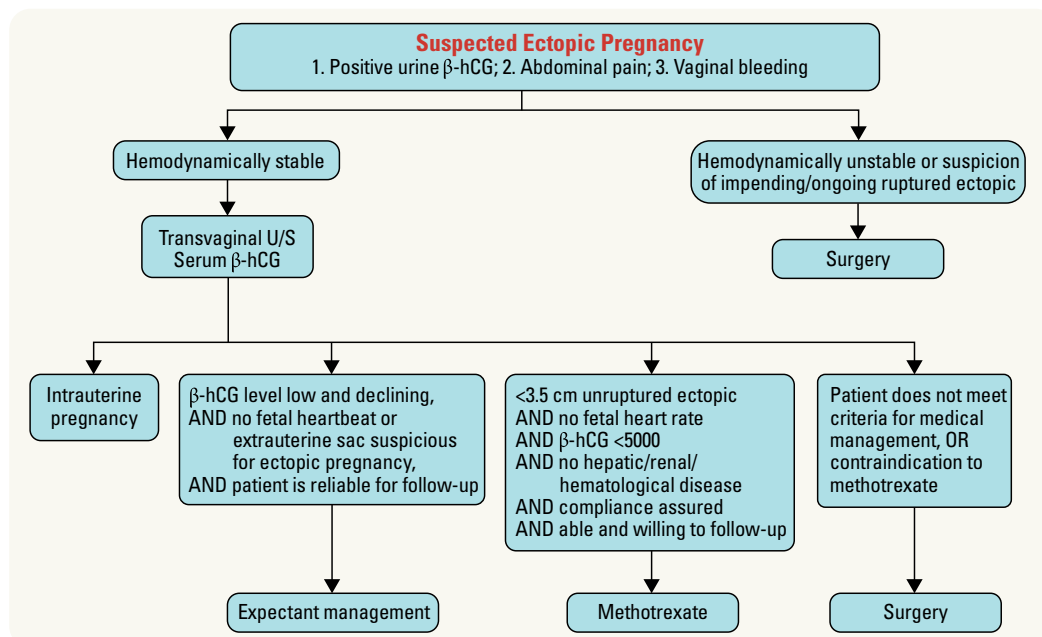 Suspected Ectopic Pregnancy
1. Positive urine β-hCG; 2. Abdominal pain; 3. Vaginal bleeding
Hemodynamically stable
Hemodynamically unstable or suspicion
of impending/ongoing ruptured ectopic
Transvaginal U/S
Serum β-hCG
Surgery
Intrauterine
pregnancy
β-hCG level low and declining,
AND no fetal heartbeat or
extrauterine sac suspicious
for ectopic pregnancy,
AND patient is reliable for follow-up
<3.5 cm unruptured ectopic
AND no fetal heart rate
AND β-hCG <5000
AND no hepatic/renal/
hematological disease
AND compliance assured
AND able and willing to follow-up
Patient does not meet
criteria for medical
management, OR
contraindication to
methotrexate
Expectant management
Methotrexate
Surgery